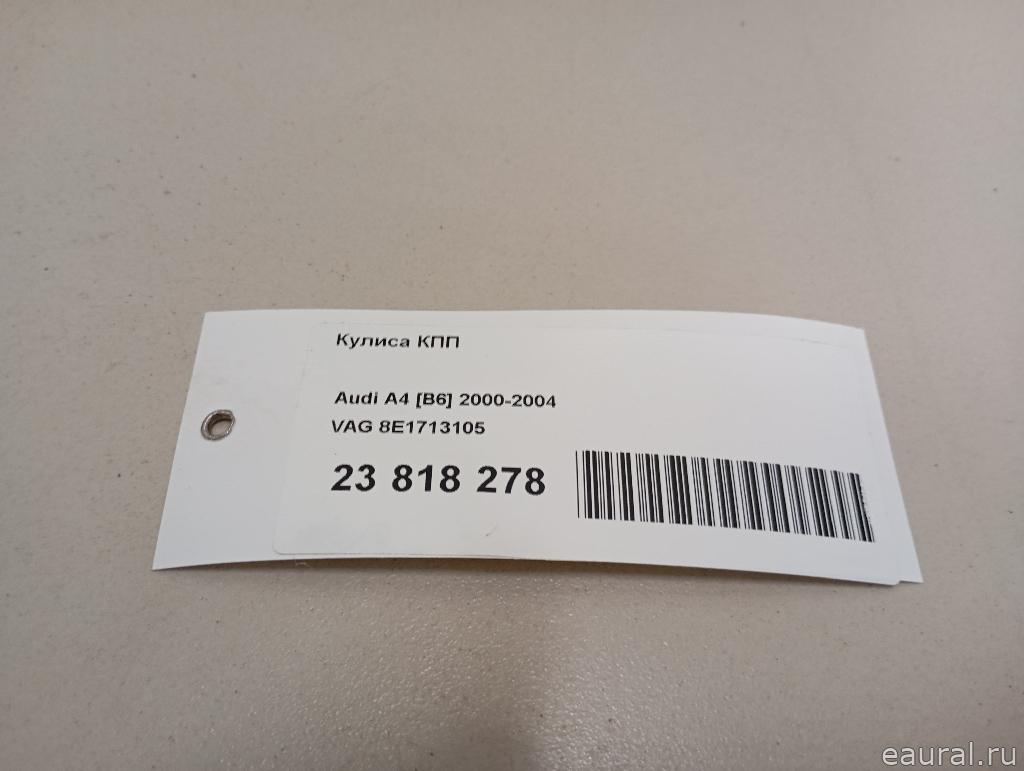 Кулиса КПП
Audi A4 [B6] 2000-2004
VAG 8E1713105
23 818 278
eaural.ru